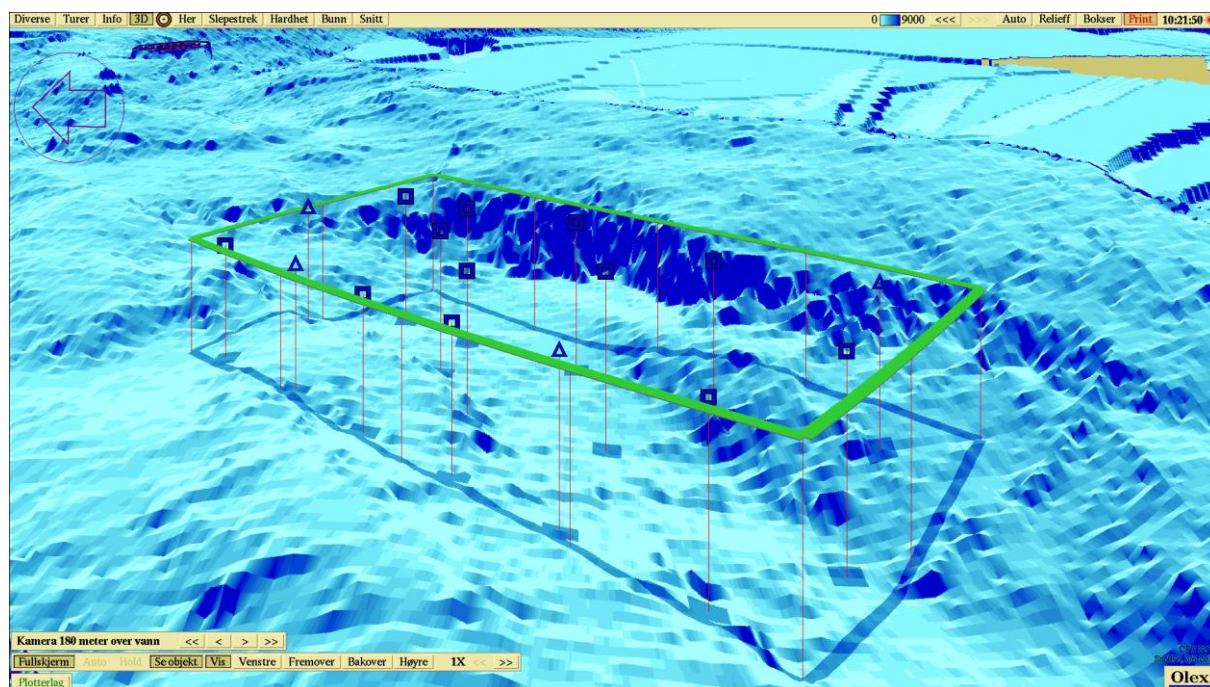 Diverse Turer Info 3D Her Slepestrek Hardhet Bunn Snitt 0 9000 <<< >>> Auto Relieff Bokser Print 10:21:50
Kamera 180 meter over vann << < > >>
Fullskjerm Auto Hold Se objekt Vis Venstre Fremover Bakover Høyre 1X << >>
Plotterlag Olex